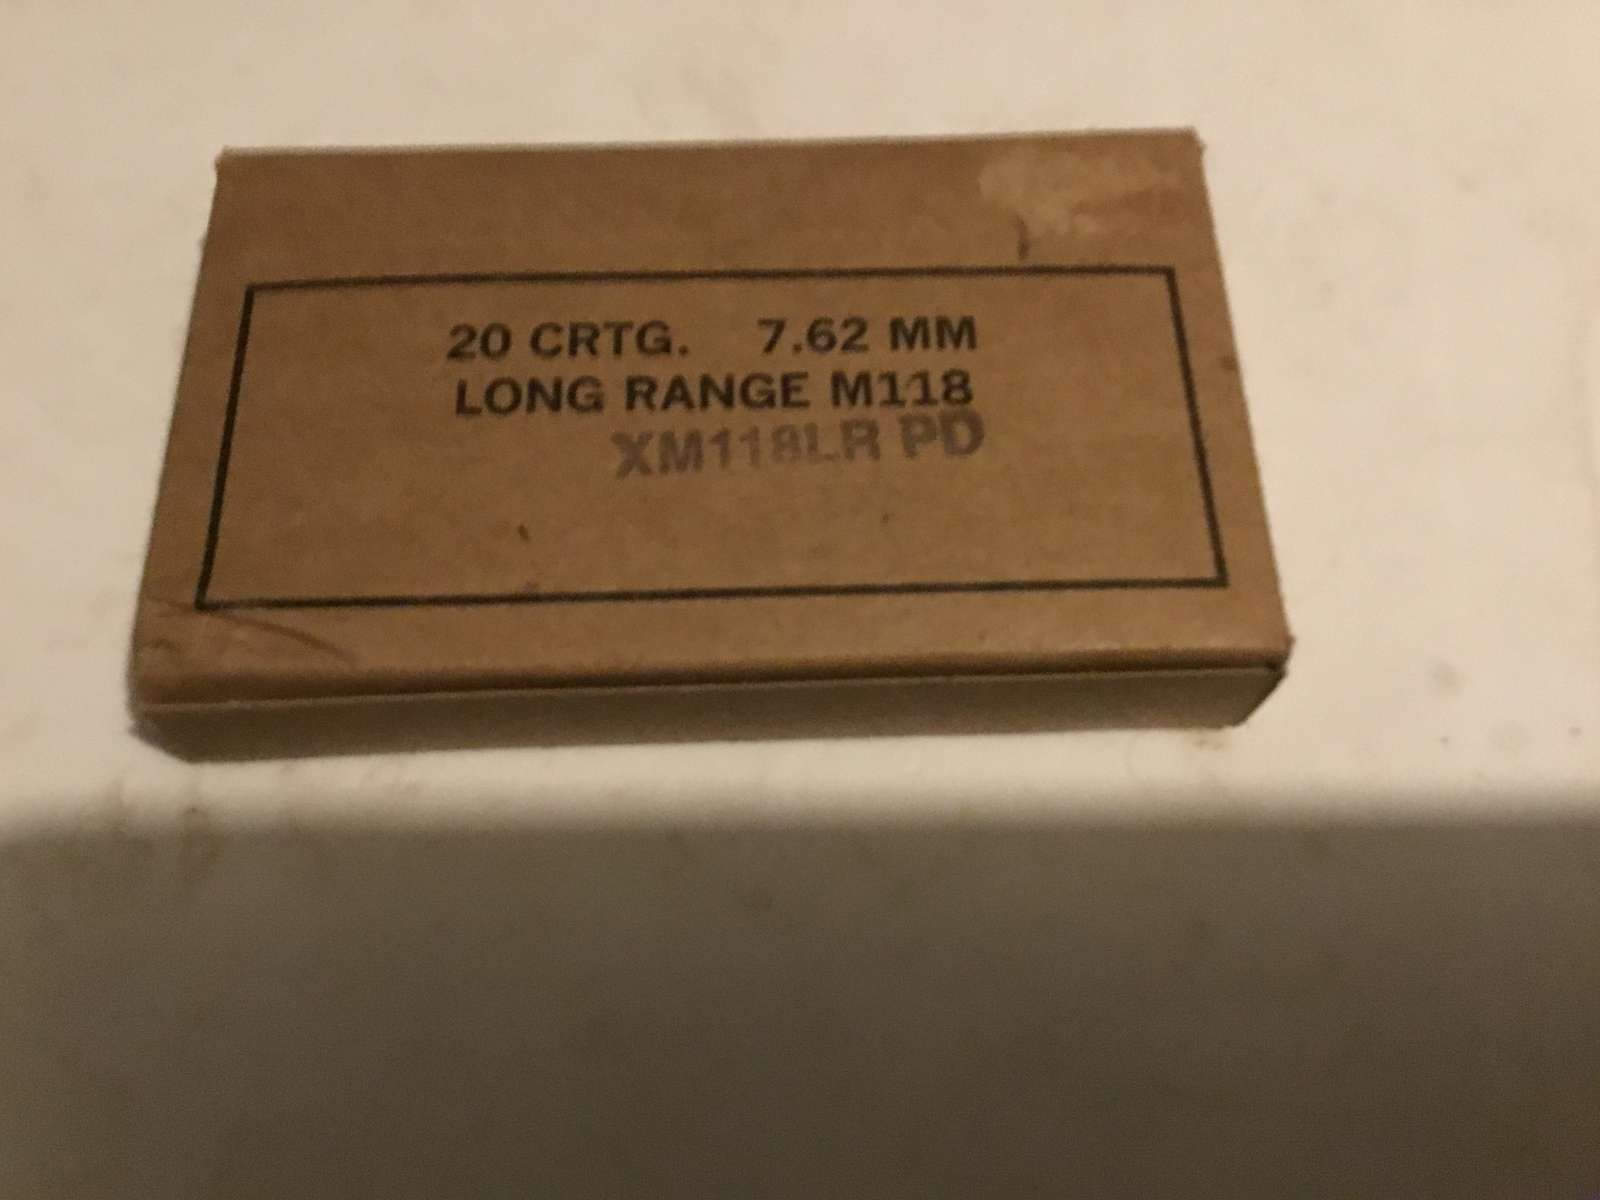 20 CRTG. 7.62 MM
LONG RANGE M118
XM118LR PD